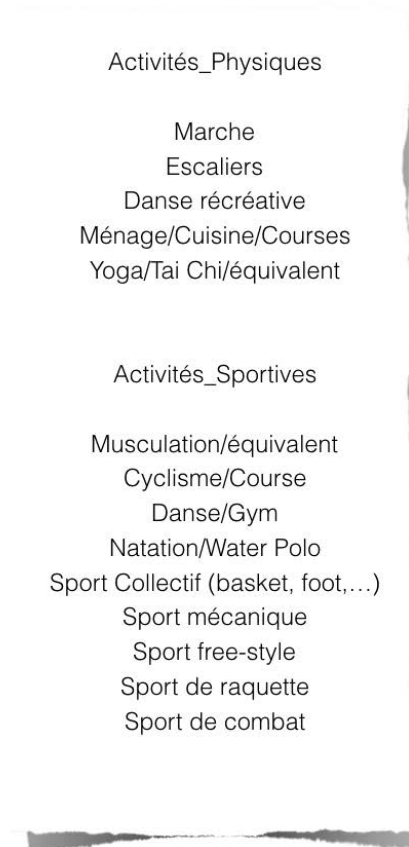 Activités_Physiques
Marche
Escaliers
Danse récréative
Ménage/Cuisine/Courses
Yoga/Tai Chi/équivalent
Activités_Sportives
Musculation/équivalent
Cyclisme/Course
Danse/Gym
Natation/Water Polo
Sport Collectif (basket, foot,…)
Sport mécanique
Sport free-style
Sport de raquette
Sport de combat